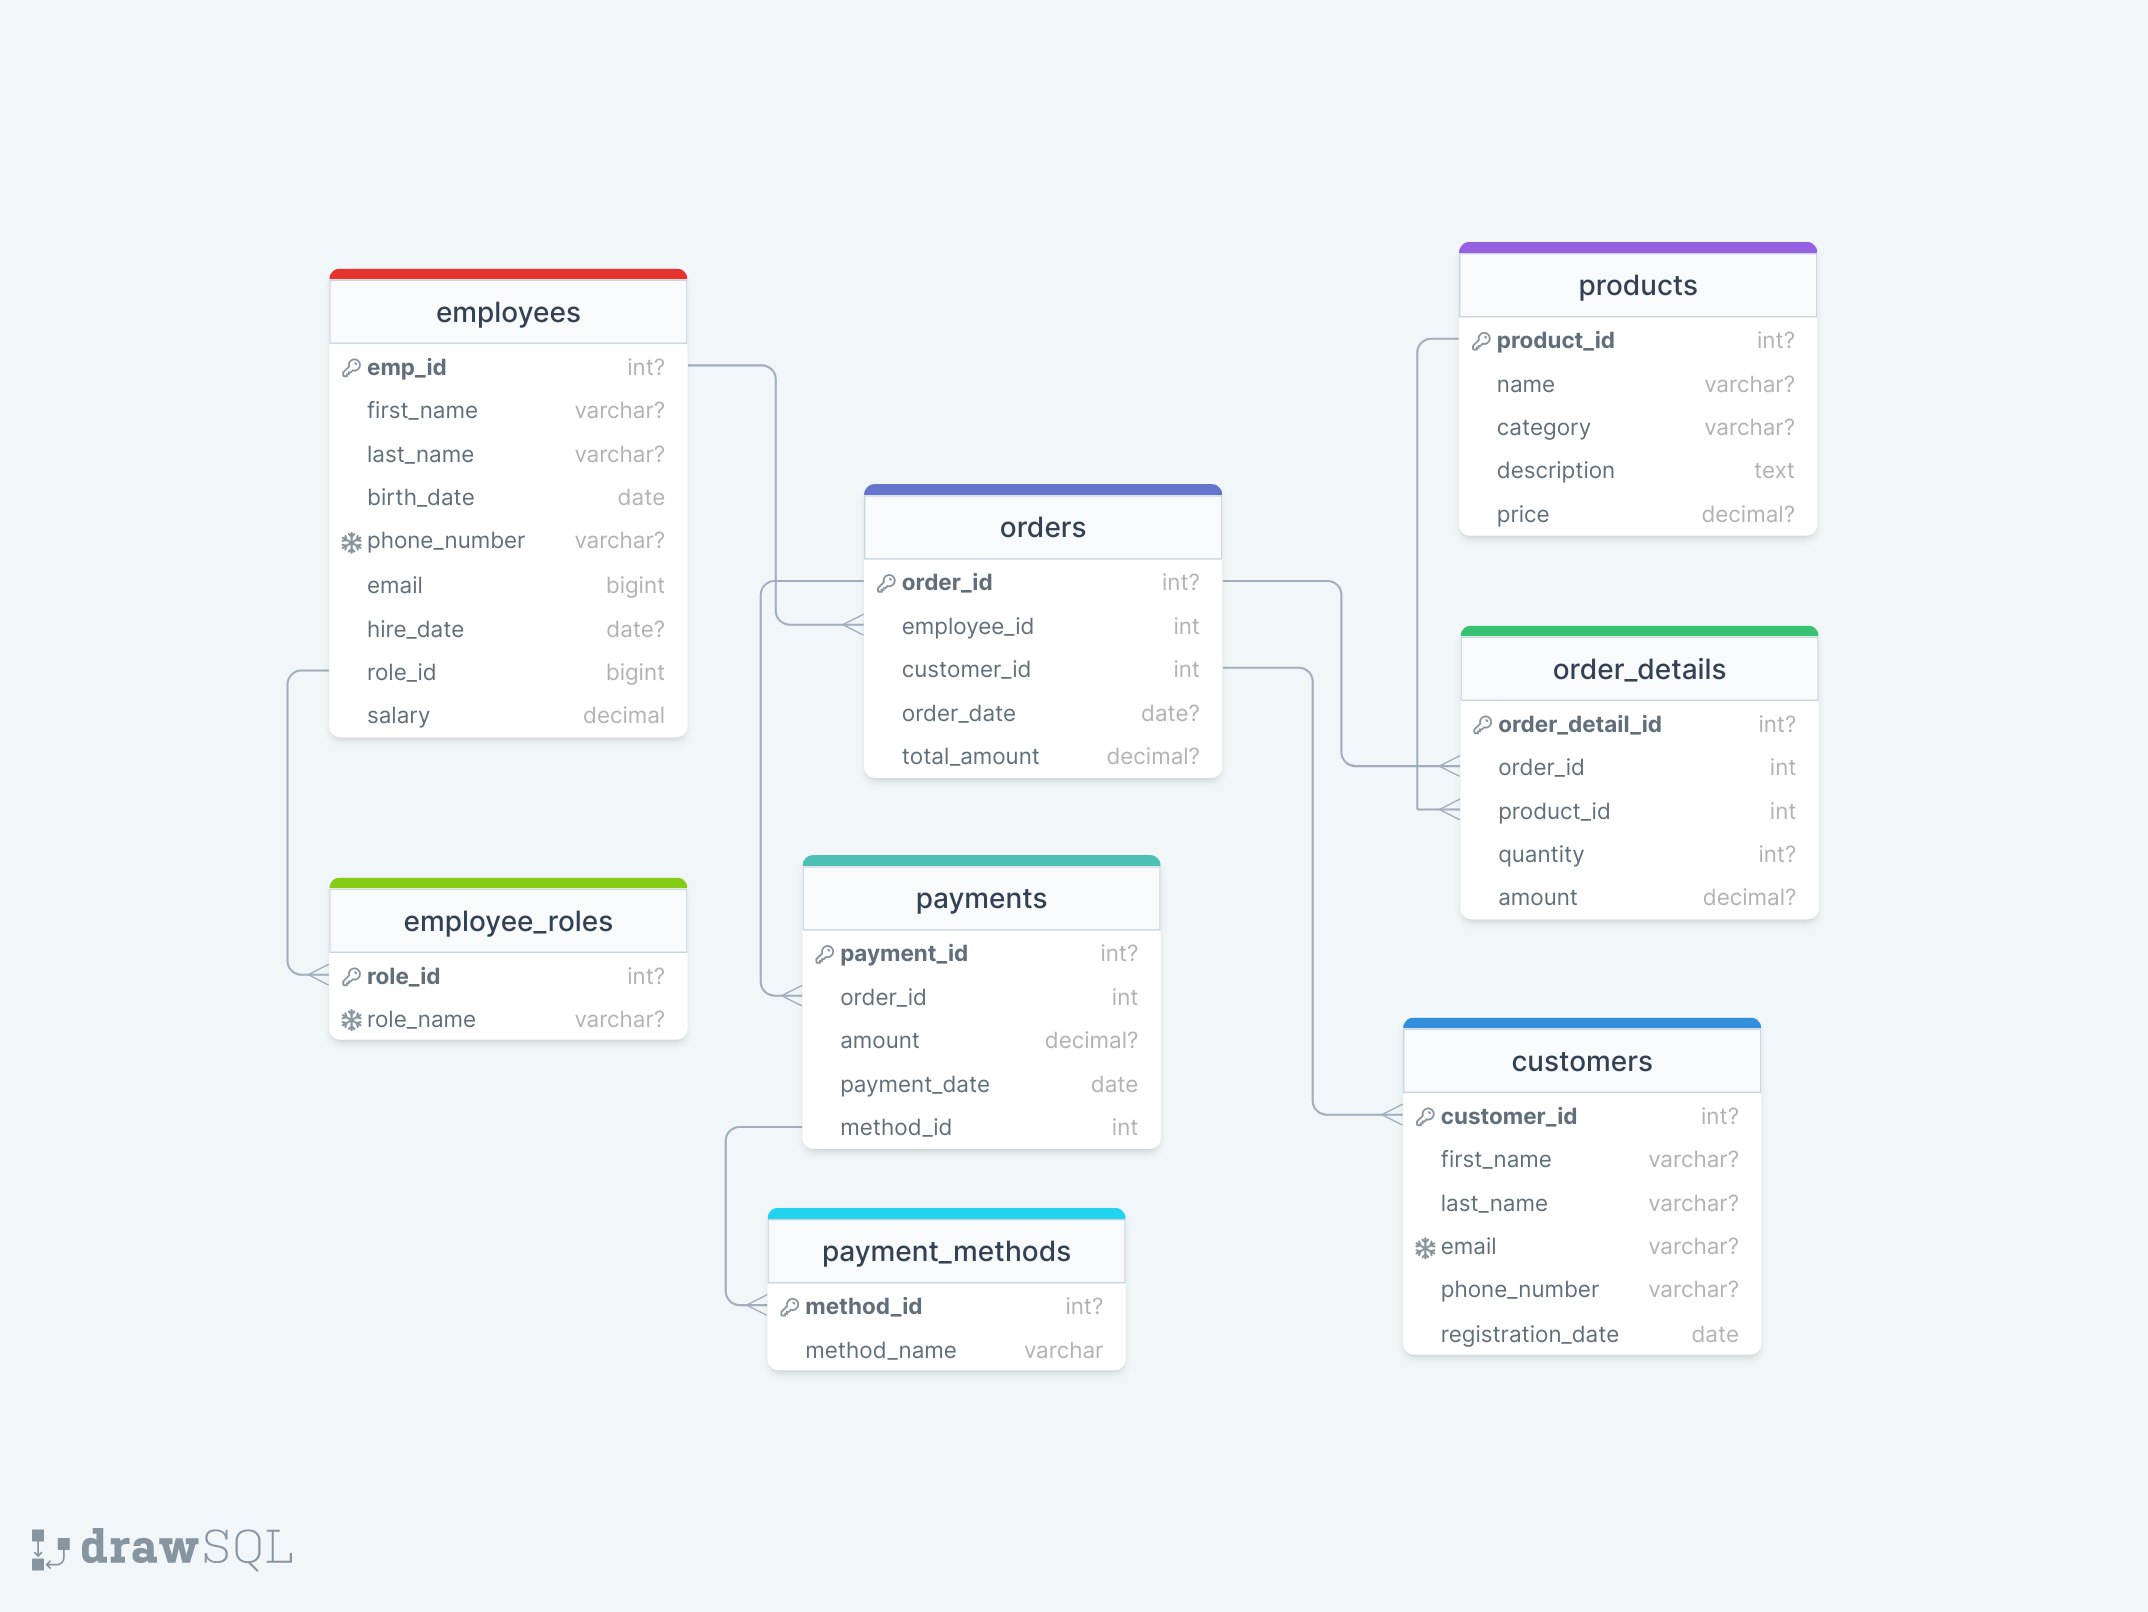 employees
emp_id int?
first_name varchar?
last_name varchar?
birth_date date
phone_number varchar?
email bigint
hire_date date?
role_id bigint
salary decimal
employee_roles
role_id int?
role_name varchar?
orders
order_id int?
employee_id int
customer_id int
order_date date?
total_amount decimal?
payments
payment_id int?
order_id int
amount decimal?
payment_date date
method_id int
payment_methods
method_id int?
method_name varchar
products
product_id int?
name varchar?
category varchar?
description text
price decimal?
order_details
order_detail_id int?
order_id int
product_id int
quantity int?
amount decimal?
customers
customer_id int?
first_name varchar?
last_name varchar?
email varchar?
phone_number varchar?
registration_date date
drawSQL